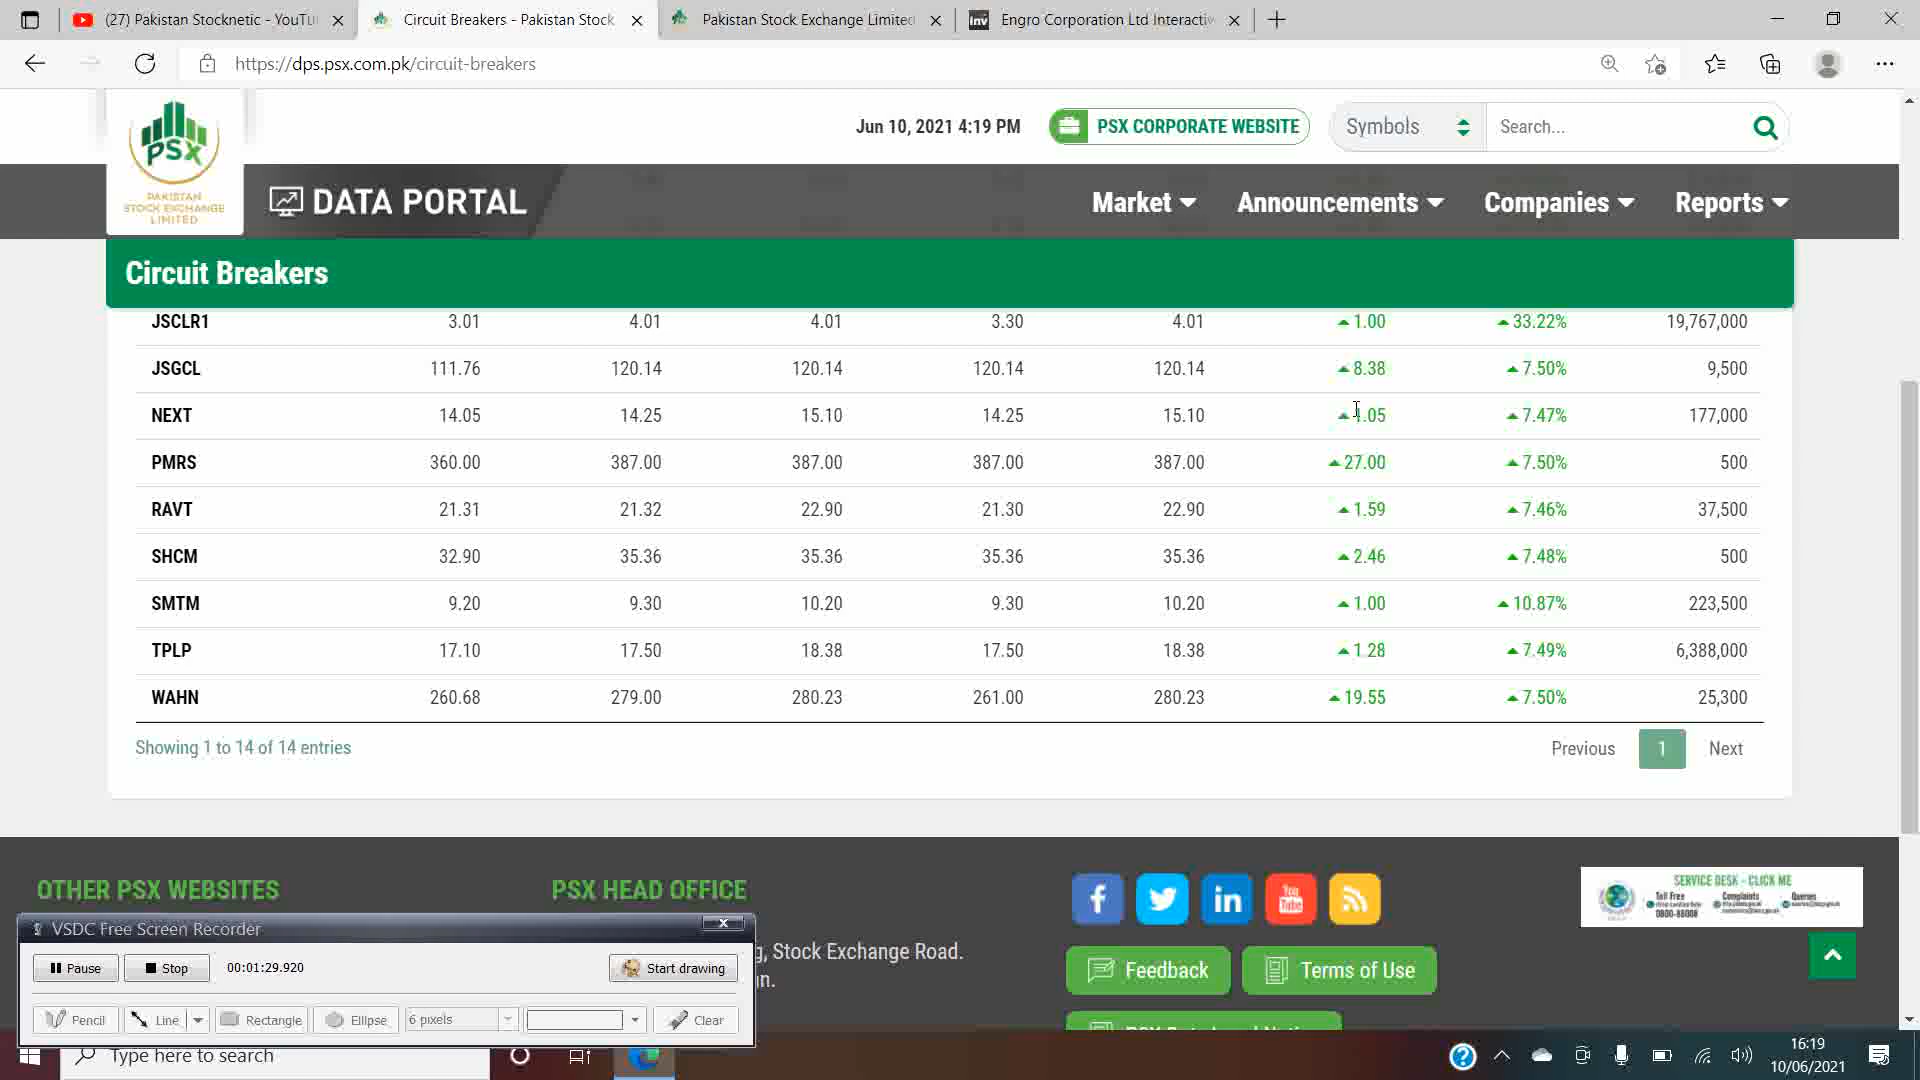 (27) Pakistan Stocknetic - YouTu
Circuit Breakers - Pakistan Stock
Pakistan Stock Exchange Limited
inv Engro Corporation Ltd Interactiv
https://dps.psx.com.pk/circuit-breakers
PSX
PAKISTAN
STOCK EXCHANGE
LIMITED
Jun 10, 2021 4:19 PM
PSX CORPORATE WEBSITE
Symbols
Search...
DATA PORTAL
Market
Announcements
Companies
Reports
Circuit Breakers
JSCLR1 3.01 4.01 4.01 3.30 4.01 1.00 33.22% 19,767,000
JSGCL 111.76 120.14 120.14 120.14 120.14 8.38 7.50% 9,500
NEXT 14.05 14.25 15.10 14.25 15.10 1.05 7.47% 177,000
PMRS 360.00 387.00 387.00 387.00 387.00 27.00 7.50% 500
RAVT 21.31 21.32 22.90 21.30 22.90 1.59 7.46% 37,500
SHCM 32.90 35.36 35.36 35.36 35.36 2.46 7.48% 500
SMTM 9.20 9.30 10.20 9.30 10.20 1.00 10.87% 223,500
TPLP 17.10 17.50 18.38 17.50 18.38 1.28 7.49% 6,388,000
WAHN 260.68 279.00 280.23 261.00 280.23 19.55 7.50% 25,300
Showing 1 to 14 of 14 entries
Previous 1 Next
OTHER PSX WEBSITES
PSX HEAD OFFICE
g, Stock Exchange Road.
n.
You Tube
Feedback
Terms of Use
SERVICE DESK - CLICK ME
Toll Free
Complaints
Queries
0800-88008
VSDC Free Screen Recorder
Pause
Stop
00:01:29.920
Start drawing
Pencil
Line
Rectangle
Ellipse
6 pixels
Clear
Type here to search
16:19
10/06/2021